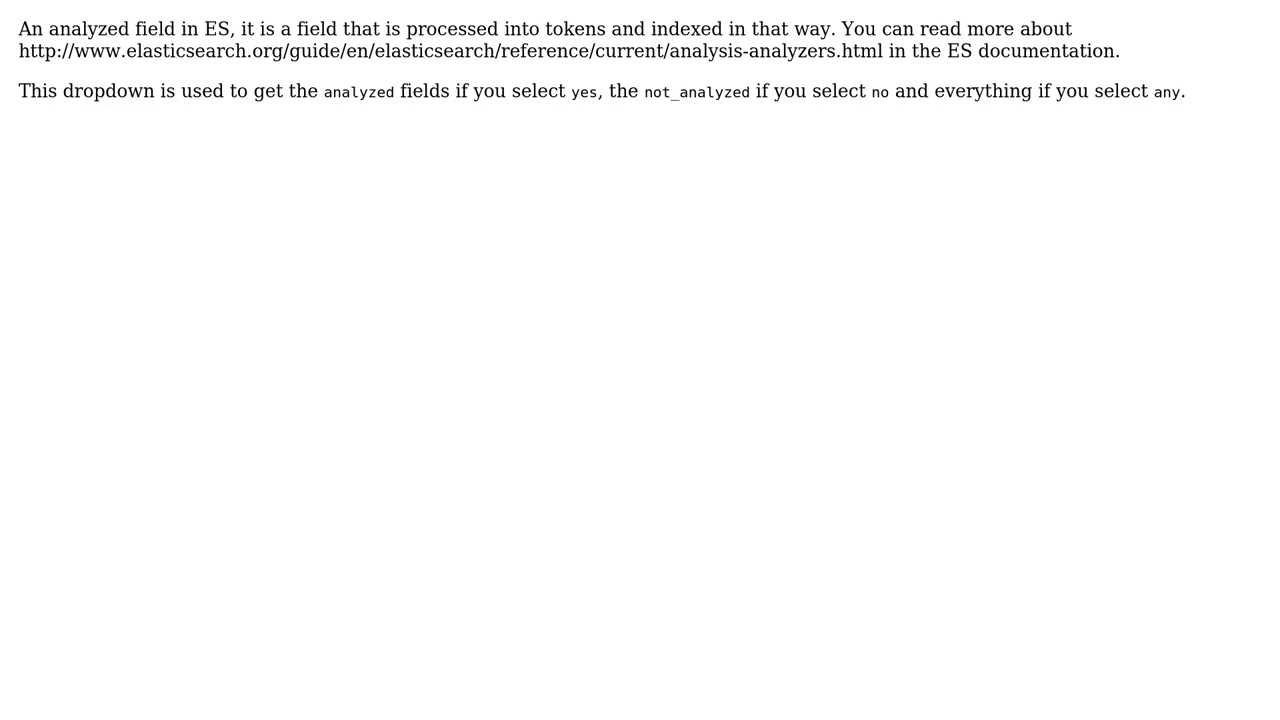 An analyzed field in ES, it is a field that is processed into tokens and indexed in that way. You can read more about
http://www.elasticsearch.org/guide/en/elasticsearch/reference/current/analysis-analyzers.html in the ES documentation.
This dropdown is used to get the analyzed fields if you select yes, the not_analyzed if you select no and everything if you select any.